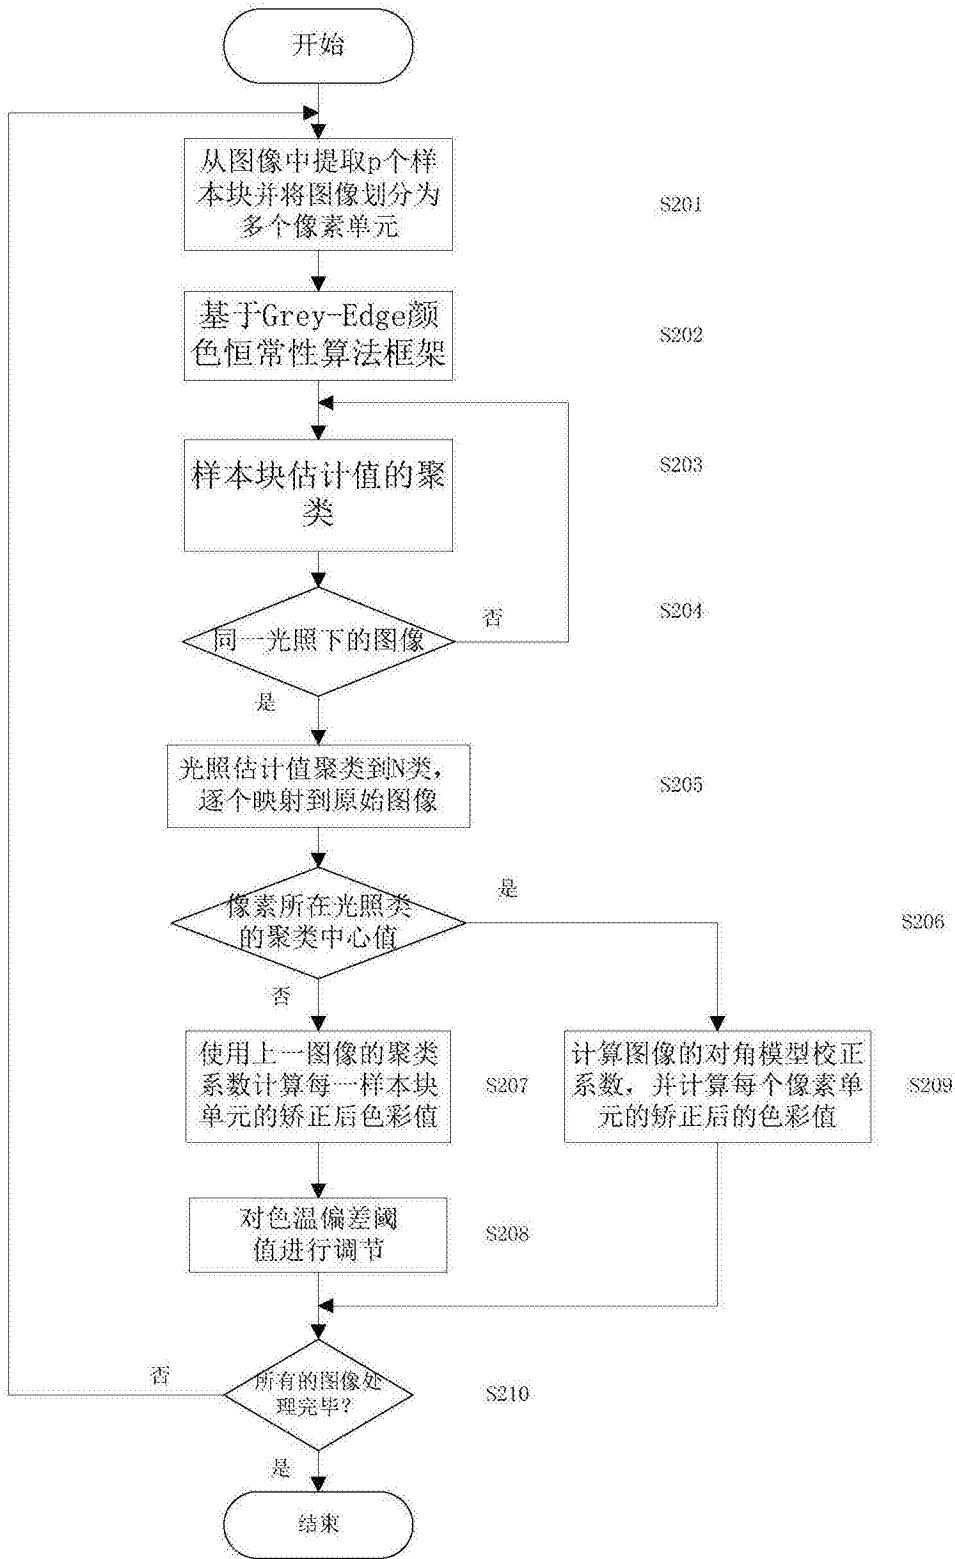 开始
从图像中提取p个样
本块并将图像划分为
多个像素单元
S201
基于Grey-Edge颜
色恒常性算法框架
S202
样本块估计值的聚
类
S203
同一光照下的图像
否
S204
是
光照估计值聚类到N类，
逐个映射到原始图像
S205
像素所在光照类
的聚类中心值
是
S206
否
使用上一图像的聚类
系数计算每一样本块
单元的矫正后色彩值
S207
计算图像的对角模型校正
系数，并计算每个像素单
元的矫正后的色彩值
S209
对色温偏差阈
值进行调节
S208
否
所有的图像处
理完毕？
S210
是
结束